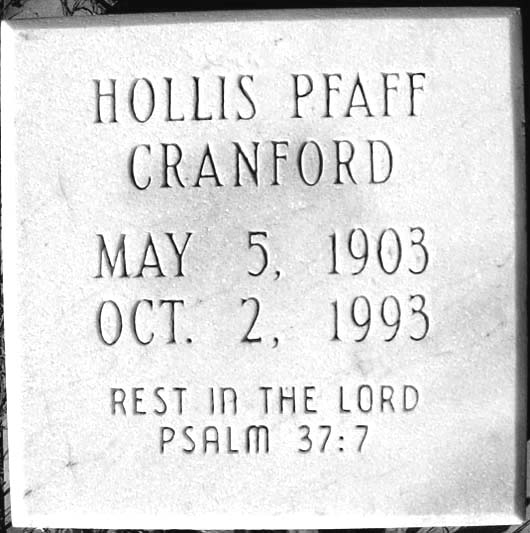 HOLLIS PFAFF
CRANFORD
MAY 5, 1903
OCT. 2, 1993
REST IN THE LORD
PSALM 37:7